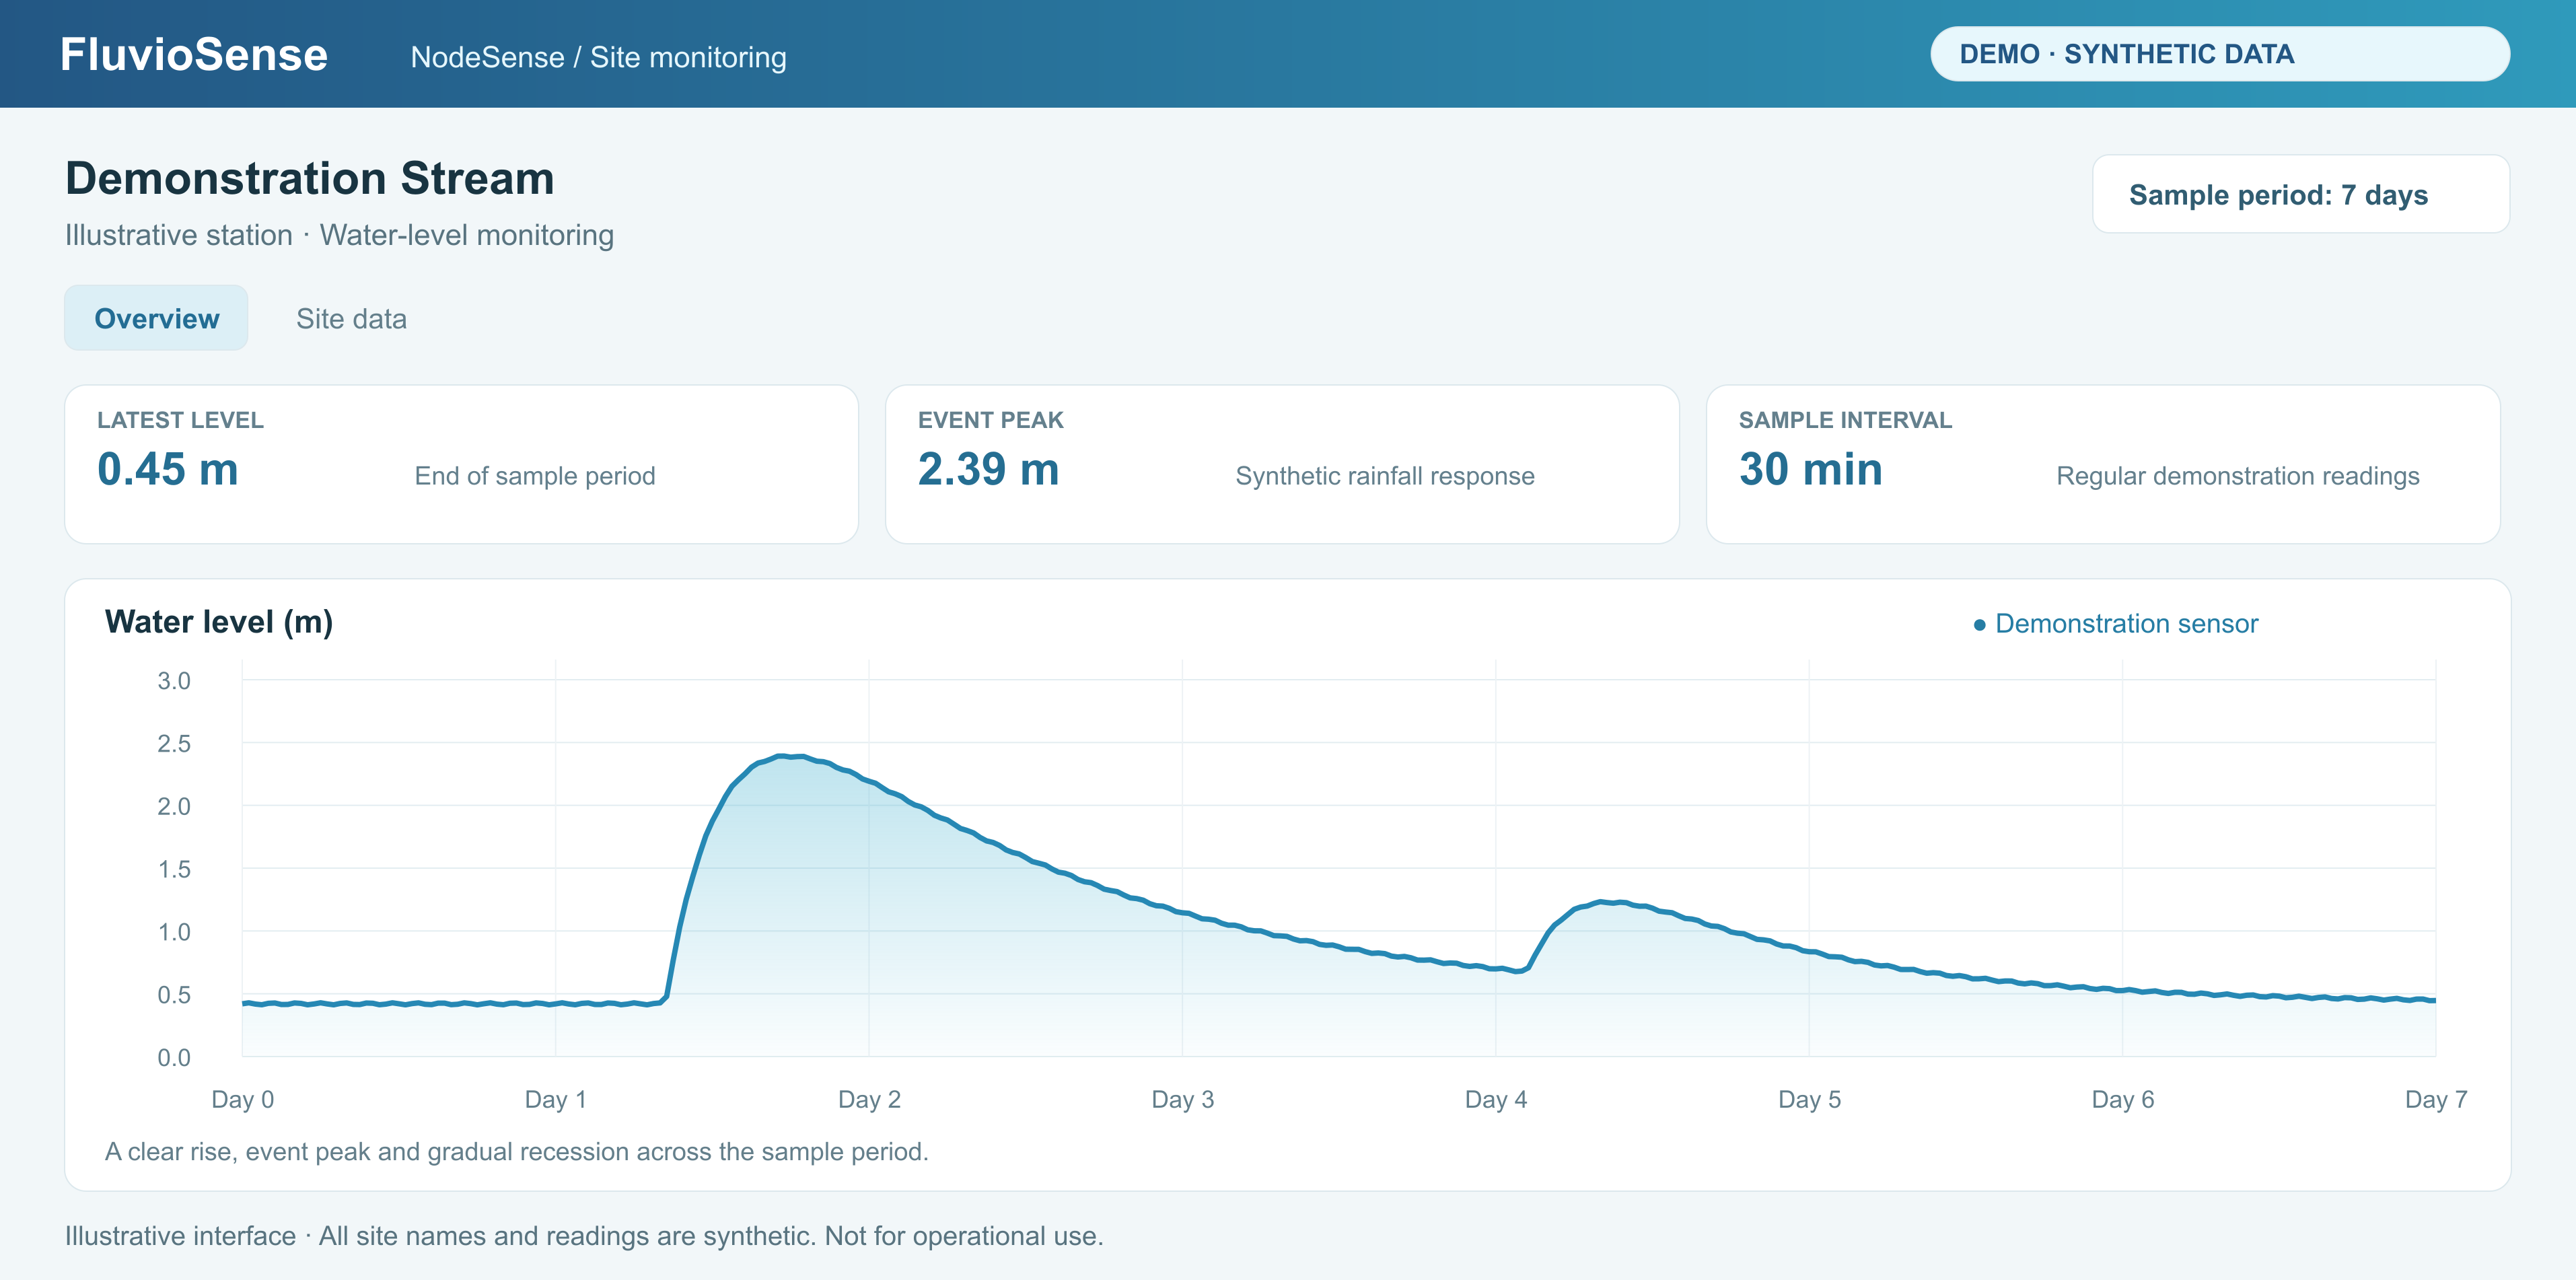 FluvioSense
NodeSense / Site monitoring
DEMO · SYNTHETIC DATA
Demonstration Stream
Illustrative station · Water-level monitoring
Sample period: 7 days
Overview
Site data
LATEST LEVEL
0.45 m
End of sample period
EVENT PEAK
2.39 m
Synthetic rainfall response
SAMPLE INTERVAL
30 min
Regular demonstration readings
Water level (m)
● Demonstration sensor
3.0
2.5
2.0
1.5
1.0
0.5
0.0
Day 0
Day 1
Day 2
Day 3
Day 4
Day 5
Day 6
Day 7
A clear rise, event peak and gradual recession across the sample period.
Illustrative interface · All site names and readings are synthetic. Not for operational use.